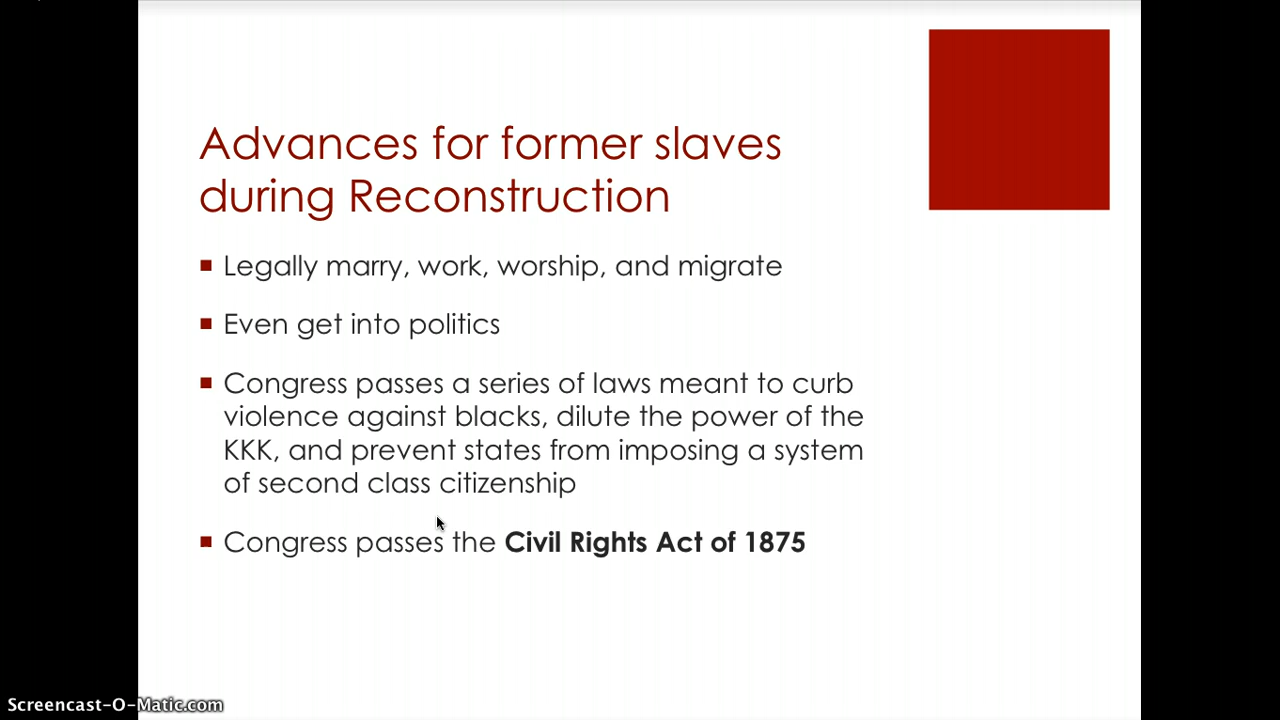 Advances for former slaves
during Reconstruction
Legally marry, work, worship, and migrate
Even get into politics
Congress passes a series of laws meant to curb
violence against blacks, dilute the power of the
KKK, and prevent states from imposing a system
of second class citizenship
Congress passes the Civil Rights Act of 1875
Screencast-O-Matic.com